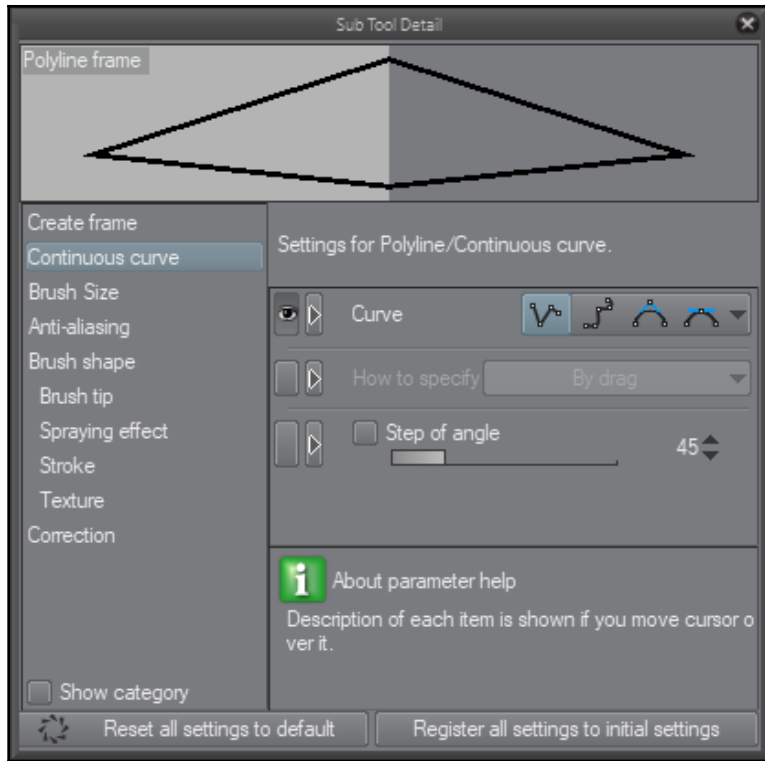 Sub Tool Detail
Polyline frame
Create frame
Continuous curve
Brush Size
Anti-aliasing
Brush shape
Brush tip
Spraying effect
Stroke
Texture
Correction
Show category
Settings for Polyline/Continuous curve.
Curve
How to specify By drag
Step of angle 45
About parameter help
Description of each item is shown if you move cursor o
ver it.
Reset all settings to default Register all settings to initial settings